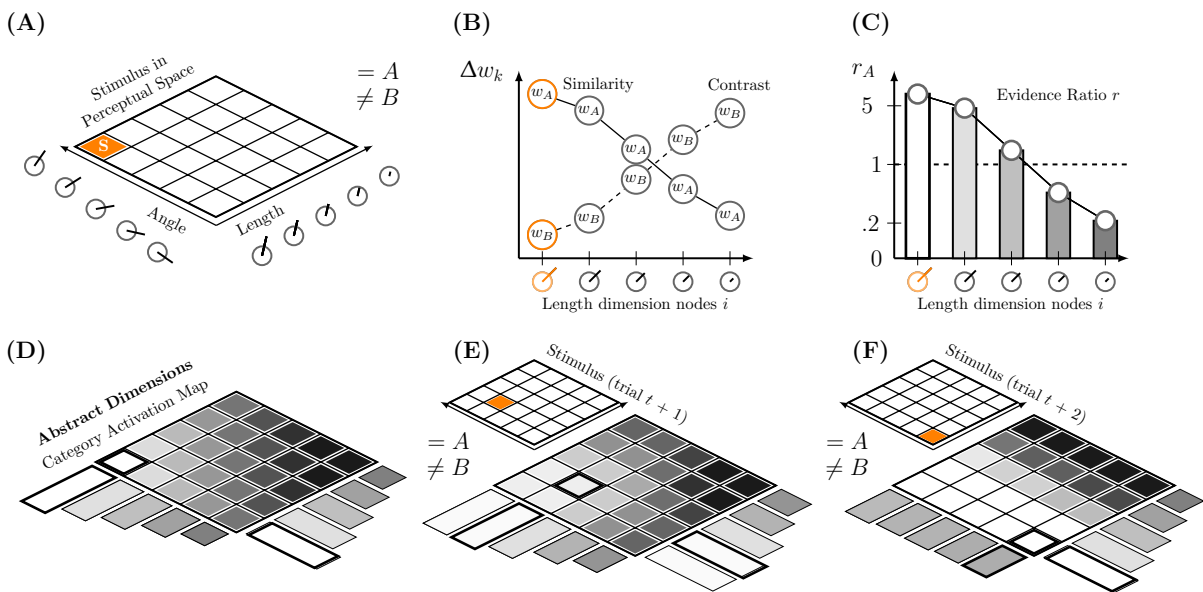 (A)
Stimulus in
Perceptual Space
= A
≠ B
S
Angle
Length
(B)
Δw_k
Similarity
Contrast
w_A
w_A
w_A
w_A
w_A
w_B
w_B
w_B
w_B
w_B
Length dimension nodes i
(C)
r_A
Evidence Ratio r
5
1
.2
0
Length dimension nodes i
(D)
Abstract Dimensions
Category Activation Map
(E)
Stimulus (trial t + 1)
= A
≠ B
(F)
Stimulus (trial t + 2)
= A
≠ B